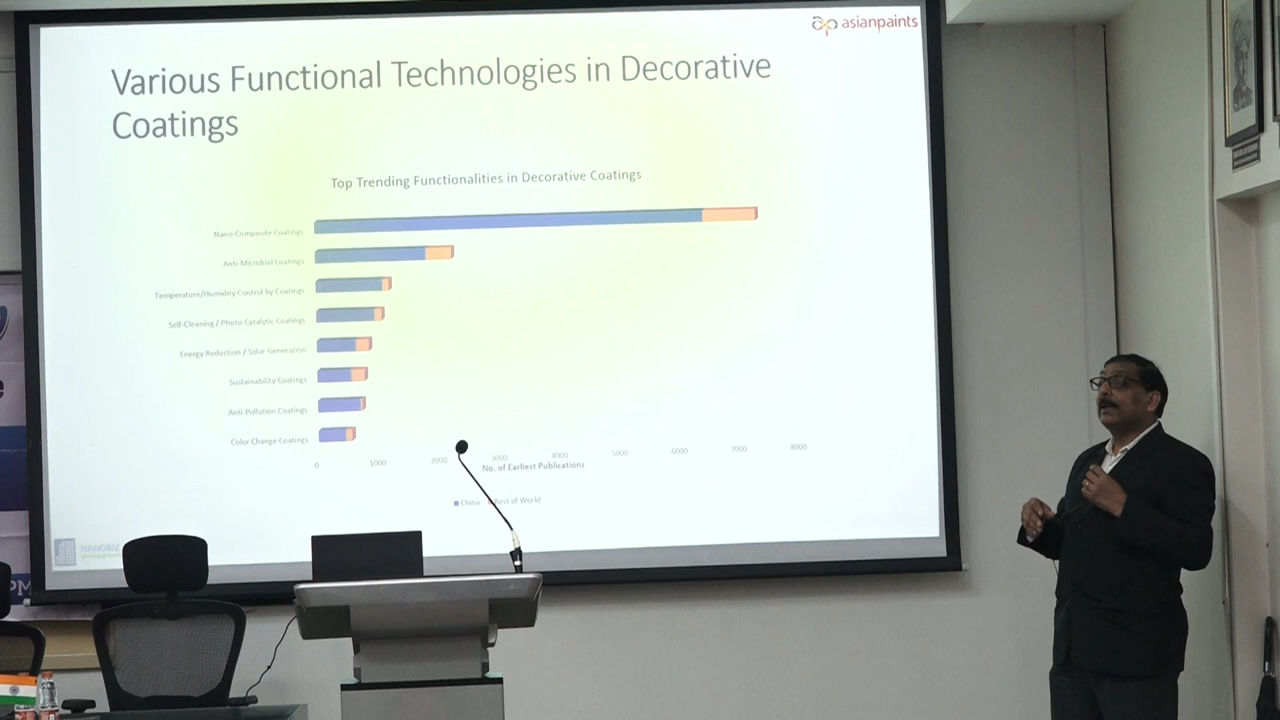 asianpaints
Various Functional Technologies in Decorative
Coatings
Top Trending Functionalities in Decorative Coatings
Nano-Composite Coatings
Anti-Microbial Coatings
Temperature/Humidity Control by Coatings
Self-Cleaning / Photo-Catalytic Coatings
Energy Reduction / Solar Generation
Sustainability Coatings
Anti-Pollution Coatings
Color Change Coatings
0 1000 2000 3000 4000 5000 6000 7000 8000
No. of Earliest Publications
China Rest of World
NANOBIZ